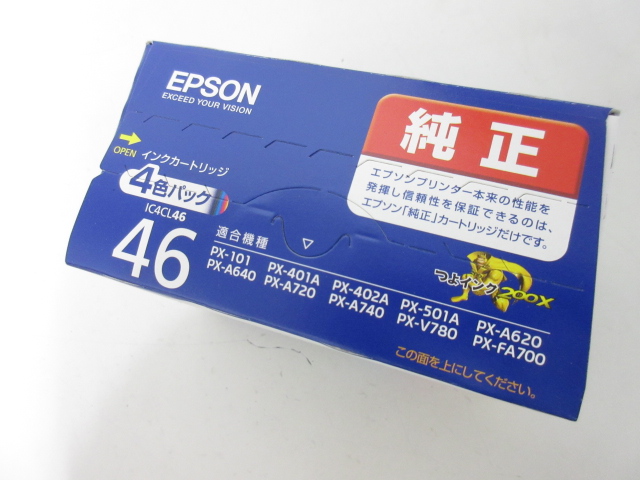 EPSON
EXCEED YOUR VISION
純正
エプソンプリンター本来の性能を
発揮し信頼性を保証できるのは、
エプソン「純正」カートリッジだけです。
OPEN
インクカートリッジ
4色パック
IC4CL46
46
適合機種
PX-101 PX-401A PX-402A PX-501A PX-A620
PX-A640 PX-A720 PX-A740 PX-V780 PX-FA700
つよインク200X
この面を上にしてください。